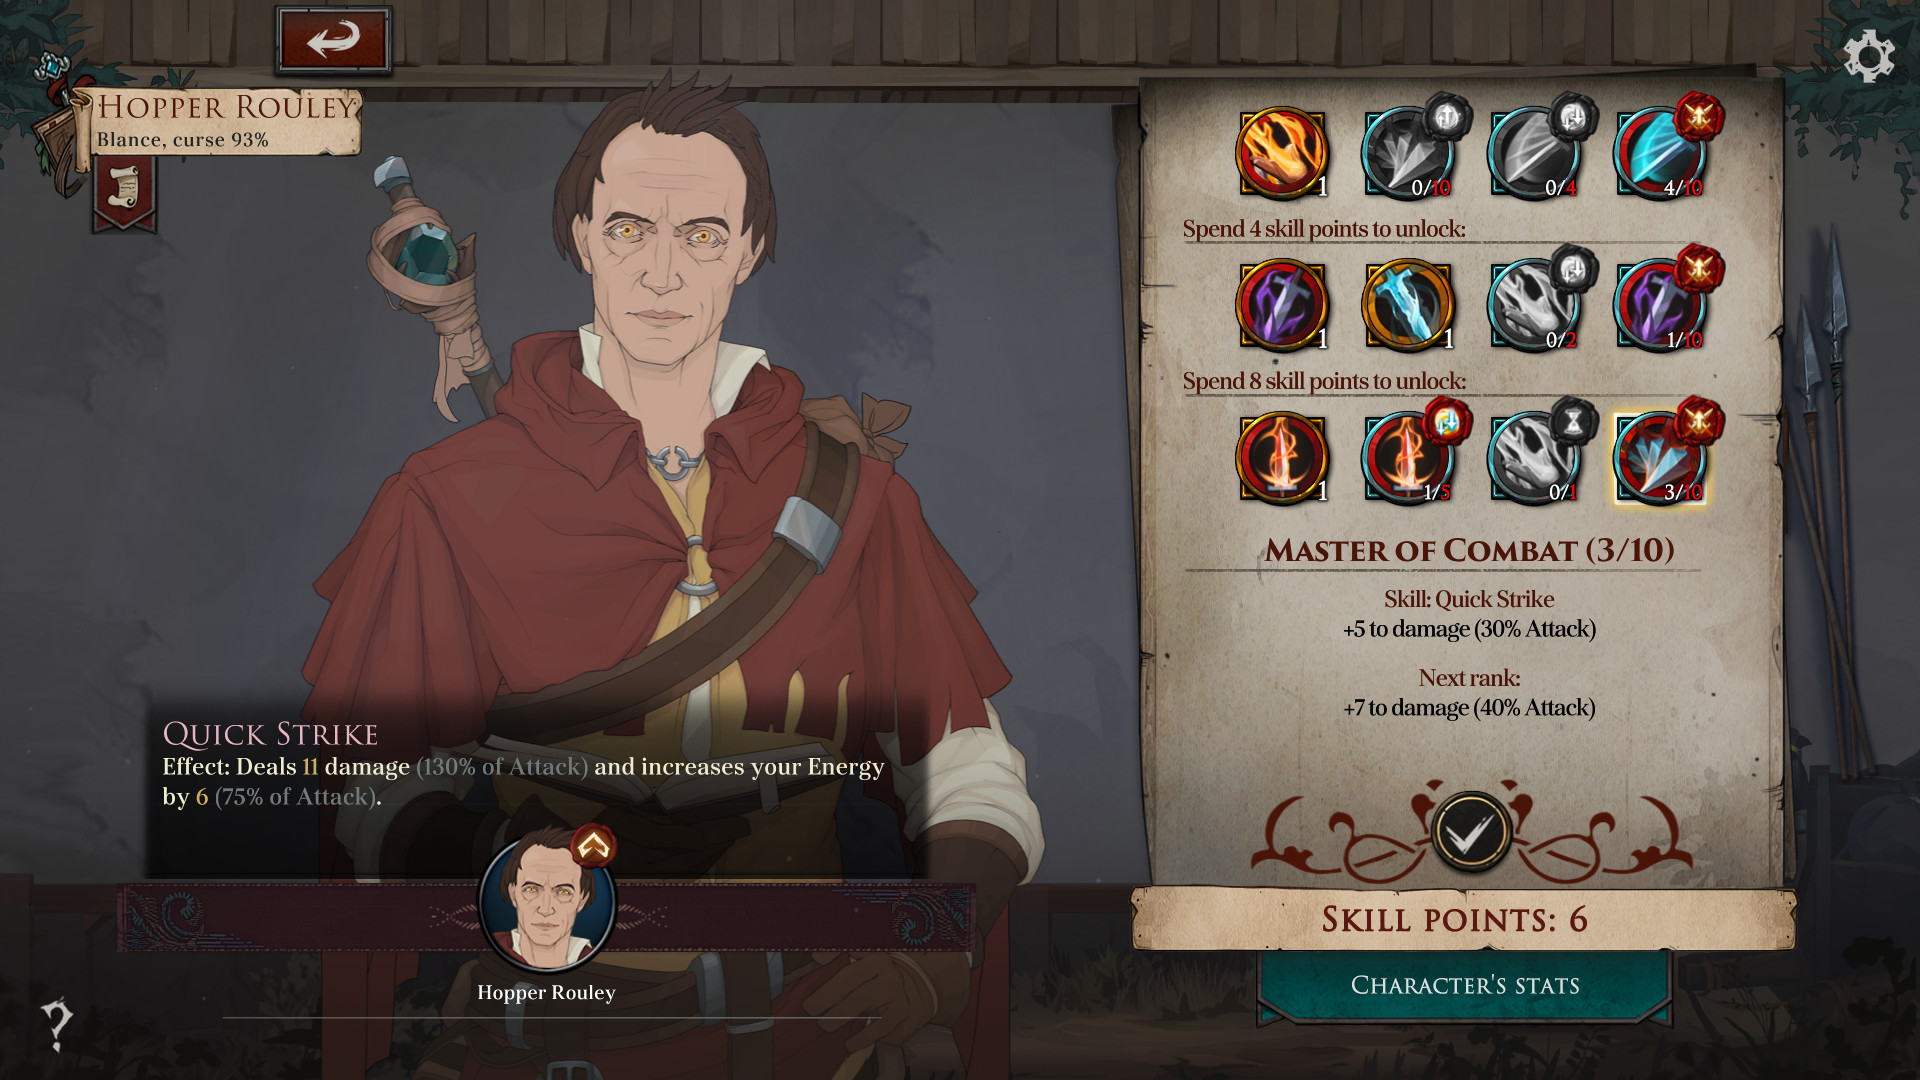 HOPPER ROULEY
Blance, curse 93%
1
0/10
0/4
4/10
Spend 4 skill points to unlock:
1
1
0/2
1/10
Spend 8 skill points to unlock:
1
1/5
0/1
3/10
MASTER OF COMBAT (3/10)
Skill: Quick Strike
+5 to damage (30% Attack)
Next rank:
+7 to damage (40% Attack)
QUICK STRIKE
Effect: Deals 11 damage (130% of Attack) and increases your Energy
by 6 (75% of Attack).
Hopper Rouley
SKILL POINTS: 6
CHARACTER'S STATS
?